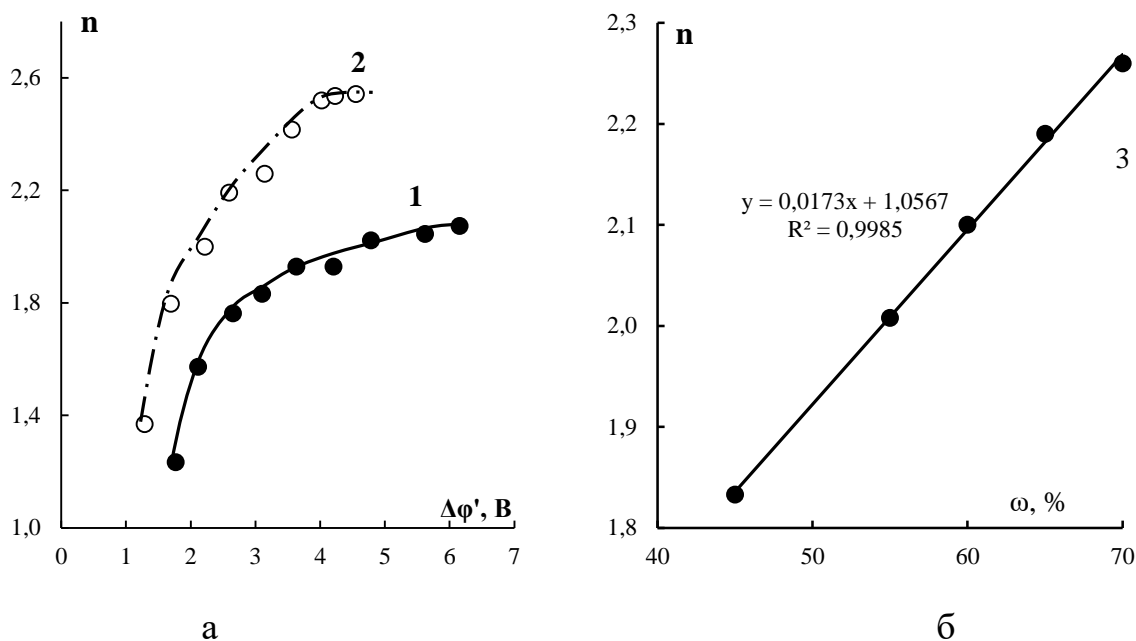 n
2,6
2,2
1,8
1,4
1,0
0 1 2 3 4 5 6 7
Δφ', В
2
1
а
n
2,3
2,2
2,1
2,0
1,9
1,8
40 50 60 70
ω, %
y = 0,0173x + 1,0567
R² = 0,9985
3
б